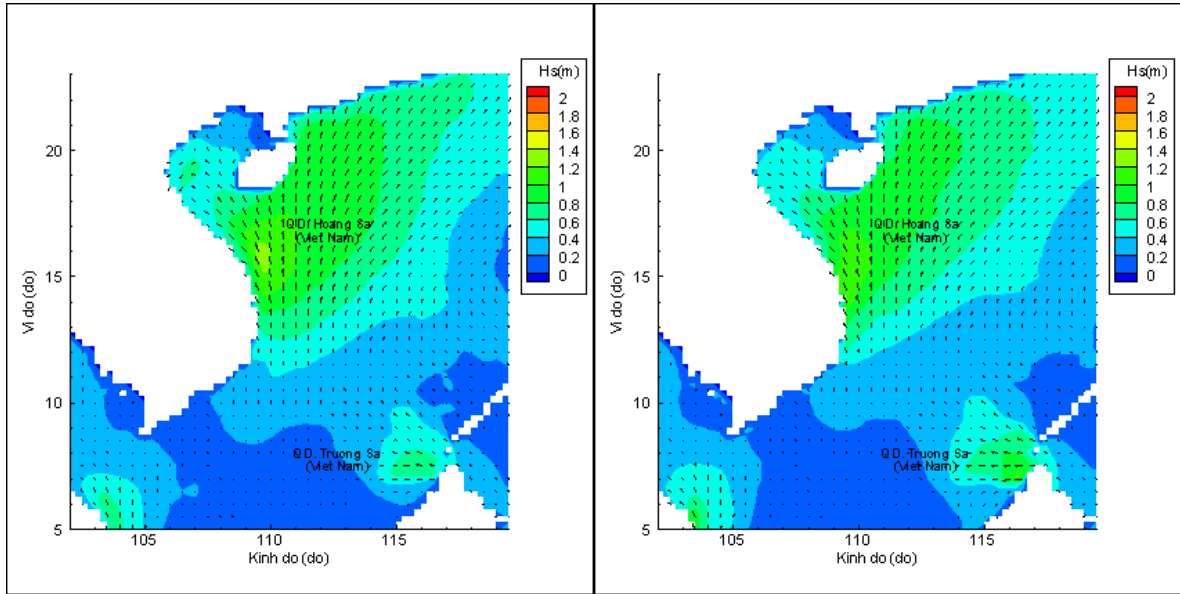 Hs(m)
2
1.8
1.6
1.4
1.2
1
0.8
0.6
0.4
0.2
0
20
15
10
5
Vi do (do)
Q.D. Hoang Sa
(Viet Nam)
Q.D. Truong Sa
(Viet Nam)
105
110
115
Kinh do (do)
Hs(m)
2
1.8
1.6
1.4
1.2
1
0.8
0.6
0.4
0.2
0
20
15
10
5
Vi do (do)
Q.D. Hoang Sa
(Viet Nam)
Q.D. Truong Sa
(Viet Nam)
105
110
115
Kinh do (do)